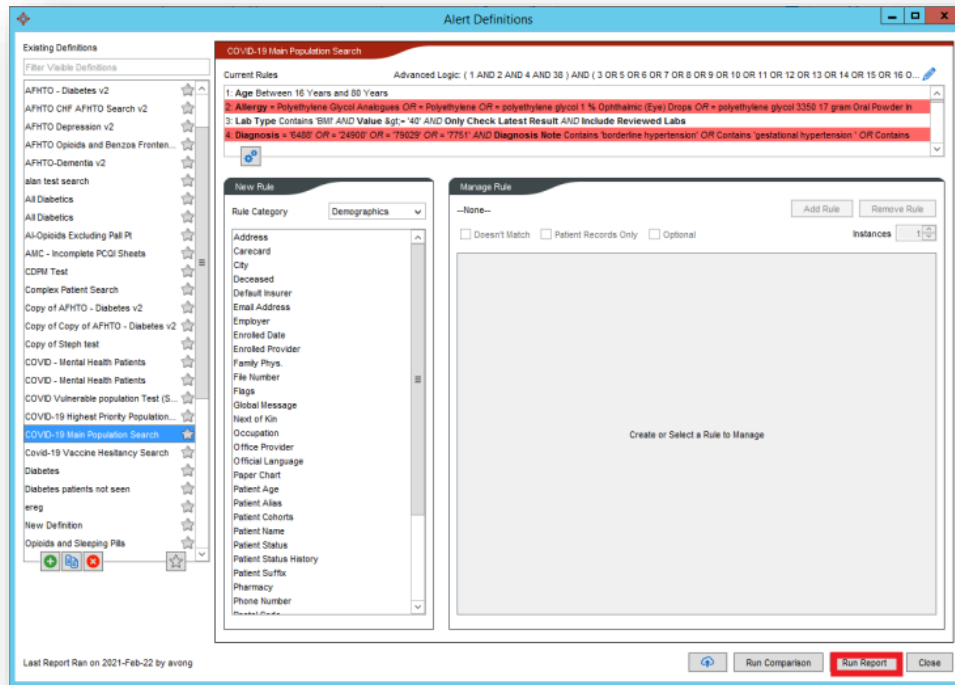 Alert Definitions
Existing Definitions
Filter Visible Definitions
AFHTO - Diabetes v2
AFHTO CHF AFHTO Search v2
AFHTO Depression v2
AFHTO Opioids and Benzos Fronten...
AFHTO-Dementia v2
alan test search
All Diabetics
All Diabetics
Al-Opioids Excluding Pall Pt
AMC - Incomplete PCQI Sheets
CDPM Test
Complex Patient Search
Copy of AFHTO - Diabetes v2
Copy of Copy of AFHTO - Diabetes v2
Copy of Steph test
COVID - Mental Health Patients
COVID - Mental Health Patients
COVID Vulnerable population Test (S...
COVID-19 Highest Priority Population...
COVID-19 Main Population Search
Covid-19 Vaccine Hesitancy Search
Diabetes
Diabetes patients not seen
ereg
New Definition
Opioids and Sleeping Pills
COVID-19 Main Population Search
Current Rules
Advanced Logic: ( 1 AND 2 AND 4 AND 38 ) AND ( 3 OR 5 OR 6 OR 7 OR 8 OR 9 OR 10 OR 11 OR 12 OR 13 OR 14 OR 15 OR 16 O...
1: Age Between 16 Years and 80 Years
2: Allergy = Polyethylene Glycol Analogues OR = Polyethylene OR = polyethylene glycol 1 % Ophthalmic (Eye) Drops OR = polyethylene glycol 3350 17 gram Oral Powder in
3: Lab Type Contains 'BMI' AND Value &gt;= '40' AND Only Check Latest Result AND Include Reviewed Labs
4: Diagnosis = '6488' OR = '24900' OR = '79029' OR = '7751' AND Diagnosis Note Contains 'borderline hypertension' OR Contains 'gestational hypertension ' OR Contains
New Rule
Rule Category
Demographics
Address
Carecard
City
Deceased
Default Insurer
Email Address
Employer
Enrolled Date
Enrolled Provider
Family Phys.
File Number
Flags
Global Message
Next of Kin
Occupation
Office Provider
Official Language
Paper Chart
Patient Age
Patient Alias
Patient Cohorts
Patient Name
Patient Status
Patient Status History
Patient Suffix
Pharmacy
Phone Number
Manage Rule
--None--
Add Rule
Remove Rule
Doesn't Match
Patient Records Only
Optional
Instances
1
Create or Select a Rule to Manage
Last Report Ran on 2021-Feb-22 by avong
Run Comparison
Run Report
Close